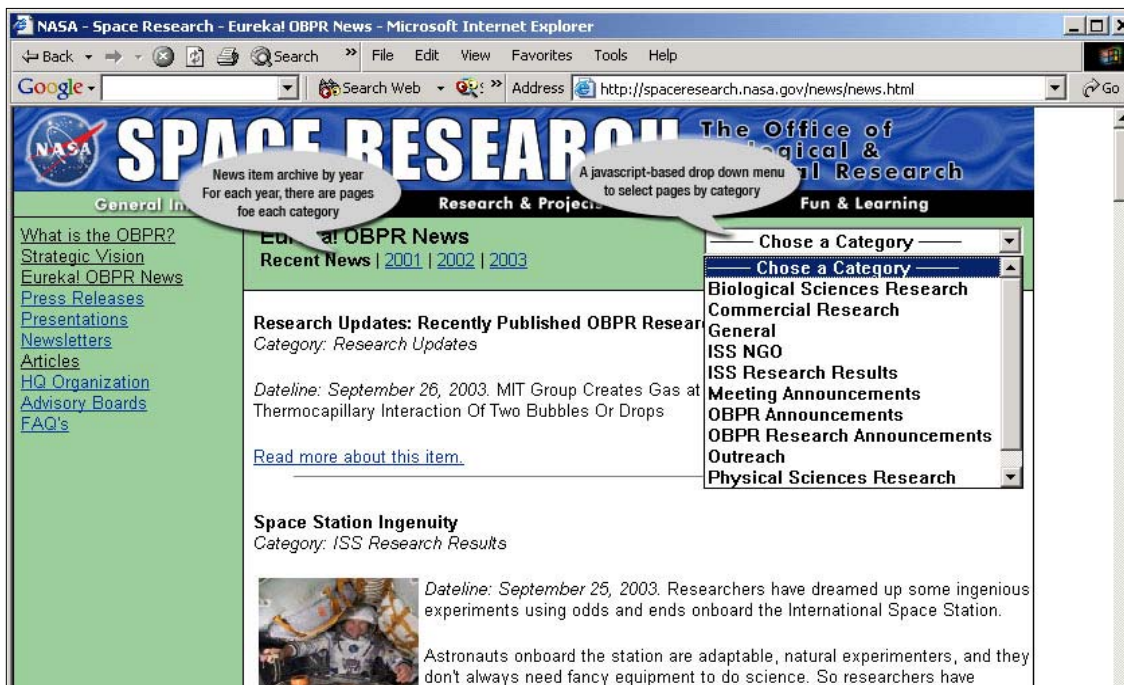 NASA - Space Research - Eureka! OBPR News - Microsoft Internet Explorer
Back Search » File Edit View Favorites Tools Help
Google Search Web » Address http://spaceresearch.nasa.gov/news/news.html Go
NASA SPACE RESEARCH The Office of
Biological &
Physical Research
News item archive by year
For each year, there are pages
foe each category
A javascript-based drop down menu
to select pages by category
General In Research & Projects Fun & Learning
What is the OBPR?
Strategic Vision
Eureka! OBPR News
Press Releases
Presentations
Newsletters
Articles
HQ Organization
Advisory Boards
FAQ's
Eureka! OBPR News
Recent News | 2001 | 2002 | 2003
Chose a Category
Chose a Category
Biological Sciences Research
Commercial Research
General
ISS NGO
ISS Research Results
Meeting Announcements
OBPR Announcements
OBPR Research Announcements
Outreach
Physical Sciences Research
Research Updates: Recently Published OBPR Resear
Category: Research Updates
Dateline: September 26, 2003. MIT Group Creates Gas at
Thermocapillary Interaction Of Two Bubbles Or Drops
Read more about this item.
Space Station Ingenuity
Category: ISS Research Results
Dateline: September 25, 2003. Researchers have dreamed up some ingenious
experiments using odds and ends onboard the International Space Station.
Astronauts onboard the station are adaptable, natural experimenters, and they
don't always need fancy equipment to do science. So researchers have